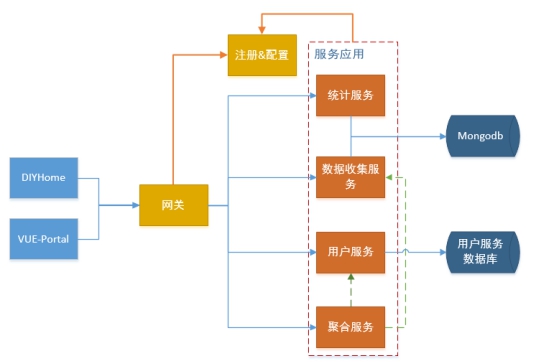 注册&配置
服务应用
统计服务
Mongodb
DIYHome
数据收集服
务
网关
VUE-Portal
用户服务
用户服务
数据库
聚合服务